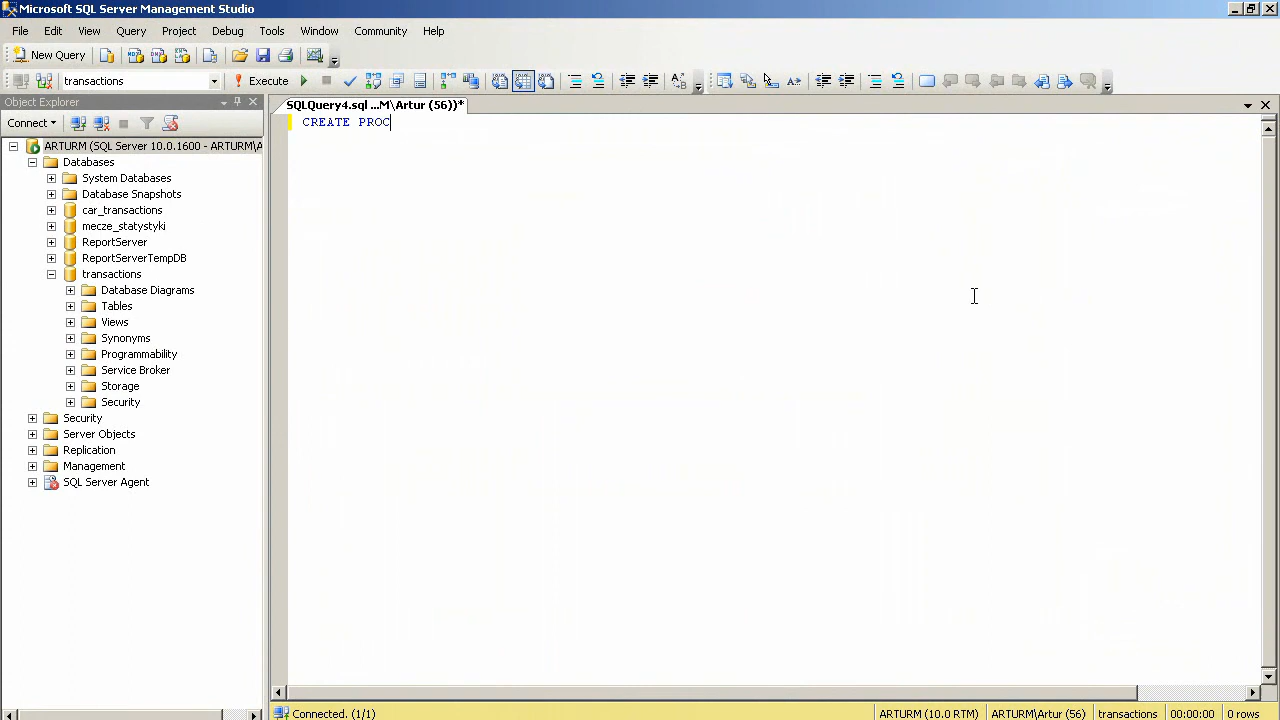 Microsoft SQL Server Management Studio
File Edit View Query Project Debug Tools Window Community Help
New Query
transactions Execute
Object Explorer
SQLQuery4.sql ...M\Artur (56))*
Connect
CREATE PROC
ARTURM (SQL Server 10.0.1600 - ARTURM\A
Databases
System Databases
Database Snapshots
car_transactions
mecze_statystyki
ReportServer
ReportServerTempDB
transactions
Database Diagrams
Tables
Views
Synonyms
Programmability
Service Broker
Storage
Security
Security
Server Objects
Replication
Management
SQL Server Agent
Connected. (1/1) ARTURM (10.0 RTM) ARTURM\Artur (56) transactions 00:00:00 0 rows